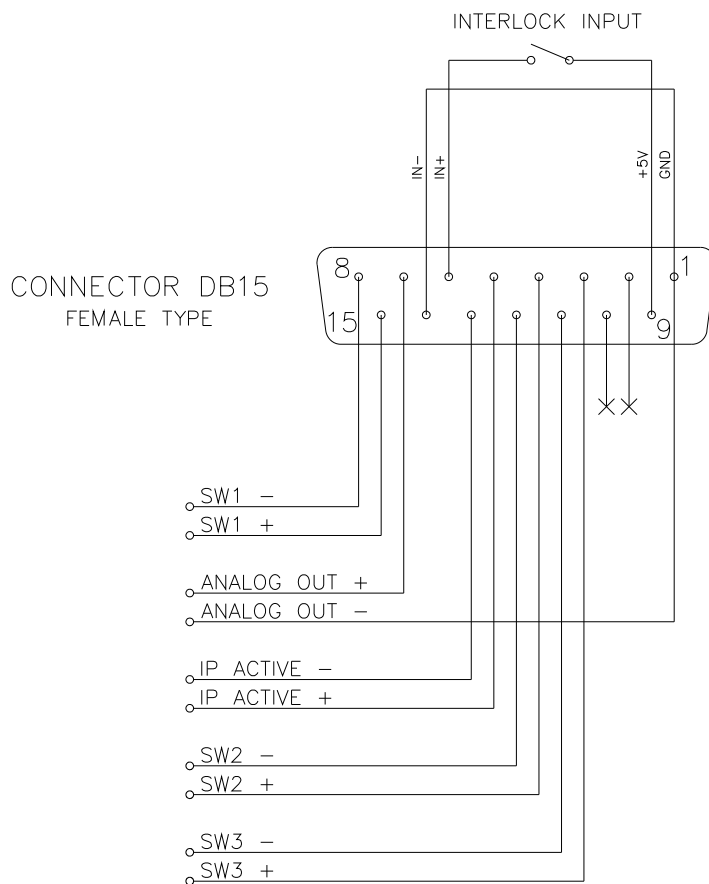 INTERLOCK INPUT
IN-
IN+
+5V
GND
8
1
CONNECTOR DB15
FEMALE TYPE
15
9
SW1 -
SW1 +
ANALOG OUT +
ANALOG OUT -
IP ACTIVE -
IP ACTIVE +
SW2 -
SW2 +
SW3 -
SW3 +